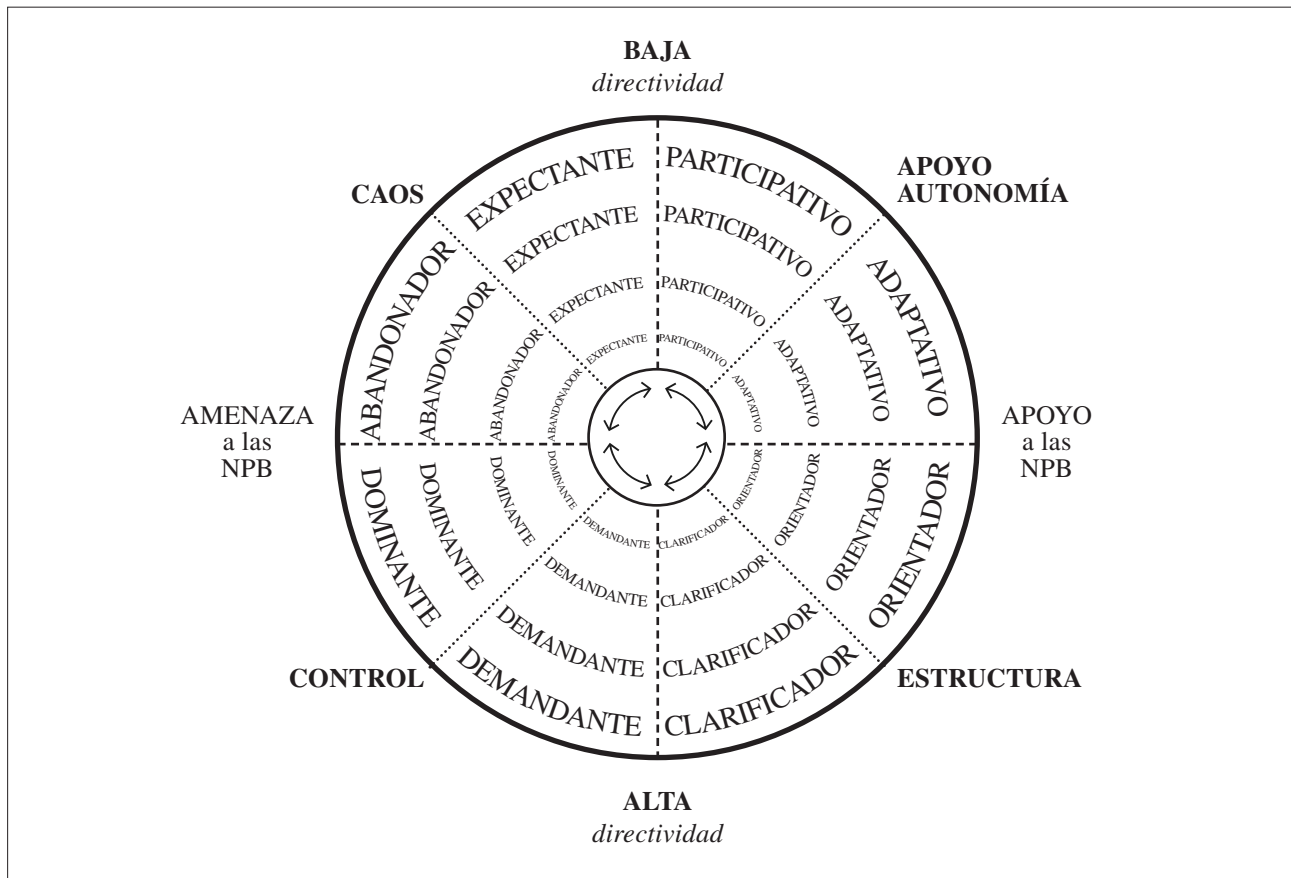 BAJA
directividad
CAOS
APOYO
AUTONOMÍA
EXPECTANTE
PARTICIPATIVO
EXPECTANTE
PARTICIPATIVO
EXPECTANTE
PARTICIPATIVO
EXPECTANTE
PARTICIPATIVO
ABANDONADOR
ABANDONADOR
ABANDONADOR
ABANDONADOR
ADAPTATIVO
ADAPTATIVO
ADAPTATIVO
ADAPTATIVO
AMENAZA
a las
NPB
APOYO
a las
NPB
DOMINANTE
DOMINANTE
DOMINANTE
DOMINANTE
ORIENTADOR
ORIENTADOR
ORIENTADOR
ORIENTADOR
DEMANDANTE
CLARIFICADOR
DEMANDANTE
CLARIFICADOR
DEMANDANTE
CLARIFICADOR
DEMANDANTE
CLARIFICADOR
CONTROL
ESTRUCTURA
ALTA
directividad